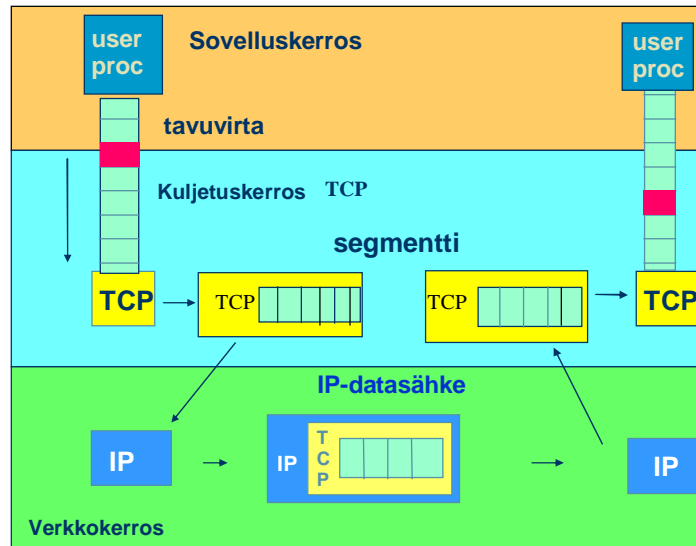 user
proc
Sovelluskerros
user
proc
tavuvirta
Kuljetuskerros TCP
segmentti
TCP
TCP
TCP
TCP
IP-datasähke
IP
IP
T
C
P
IP
Verkkokerros